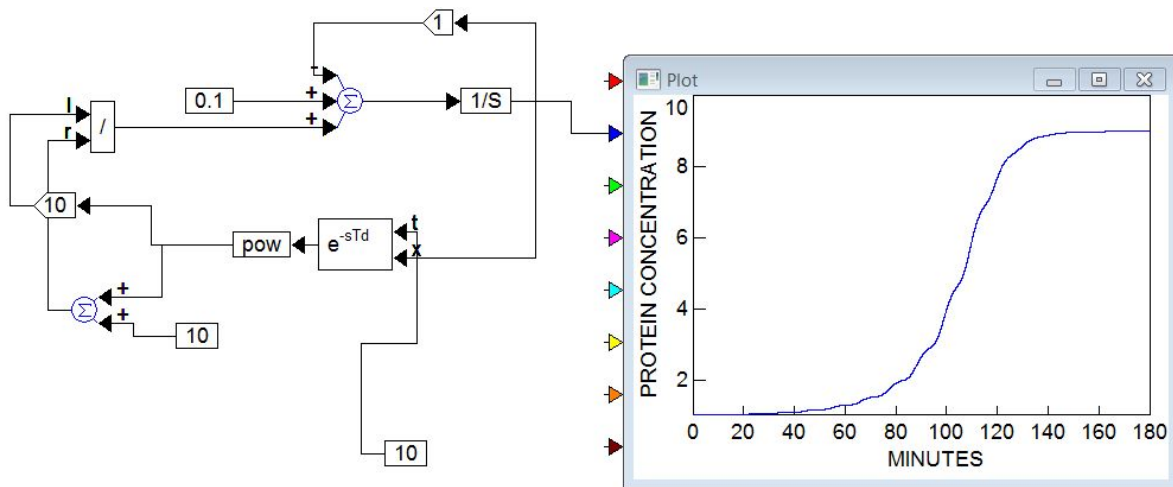 1
-
0.1
+
+
Σ
1/S
l
r
/
10
pow
e^-sTd
t
x
+
+
Σ
10
10
Plot
PROTEIN CONCENTRATION
10
8
6
4
2
0 20 40 60 80 100 120 140 160 180
MINUTES